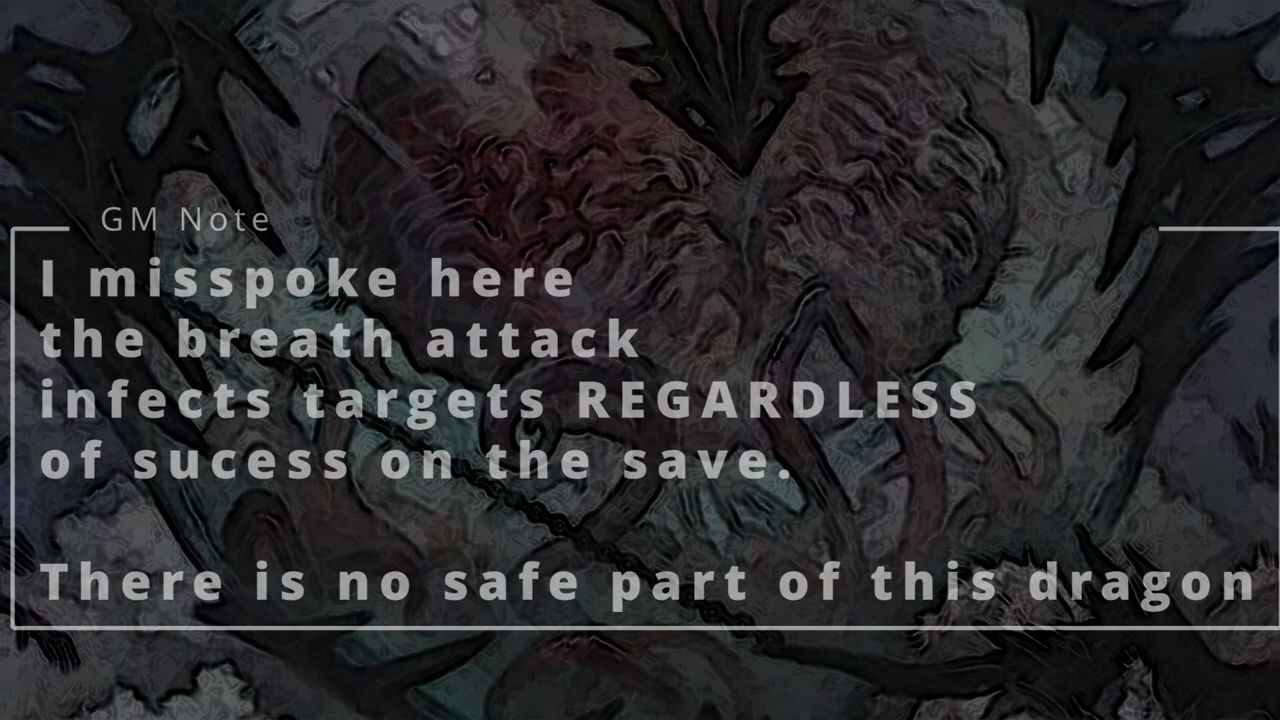 GM Note
I misspoke here
the breath attack
infects targets REGARDLESS
of sucess on the save.
There is no safe part of this dragon